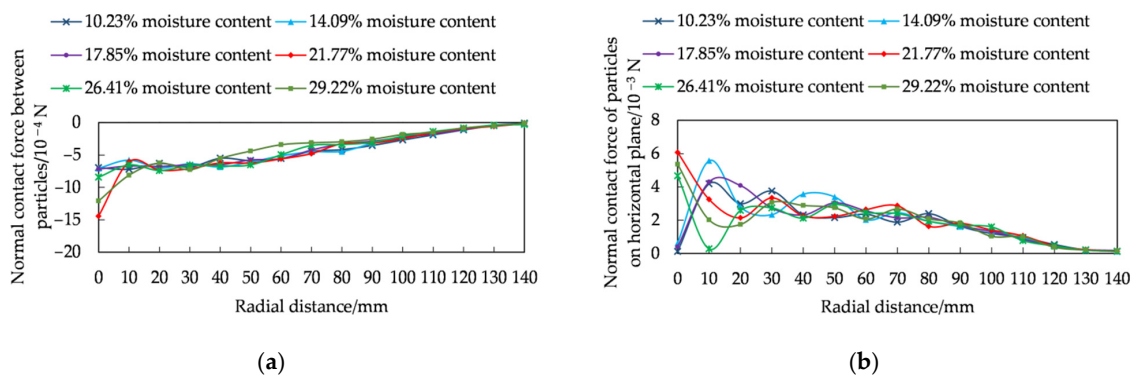 10.23% moisture content
14.09% moisture content
17.85% moisture content
21.77% moisture content
26.41% moisture content
29.22% moisture content
Normal contact force between
particles/10 ⁻⁴ N
0
−5
−10
−15
−20
0 10 20 30 40 50 60 70 80 90 100 110 120 130 140
Radial distance/mm
(a)
10.23% moisture content
14.09% moisture content
17.85% moisture content
21.77% moisture content
26.41% moisture content
29.22% moisture content
Normal contact force of particles
on horizontal plane/10 ⁻³ N
8
6
4
2
0
0 10 20 30 40 50 60 70 80 90 100 110 120 130 140
Radial distance/mm
(b)